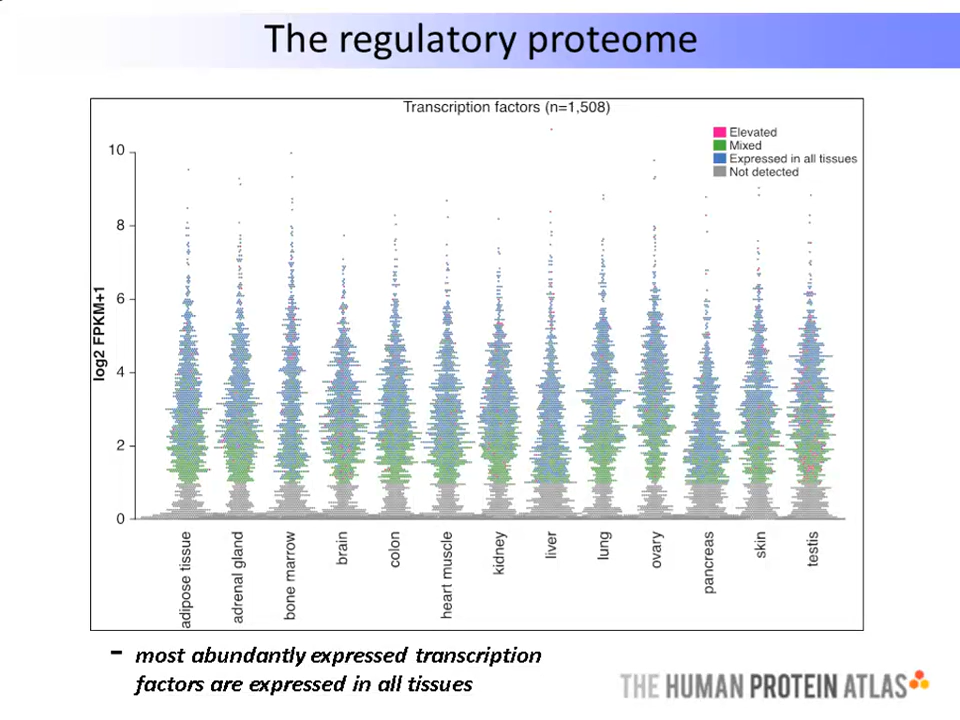 The regulatory proteome
Transcription factors (n=1,508)
Elevated
Mixed
Expressed in all tissues
Not detected
log2 FPKM+1
10
8
6
4
2
0
adipose tissue
adrenal gland
bone marrow
brain
colon
heart muscle
kidney
liver
lung
ovary
pancreas
skin
testis
- most abundantly expressed transcription
factors are expressed in all tissues
THE HUMAN PROTEIN ATLAS